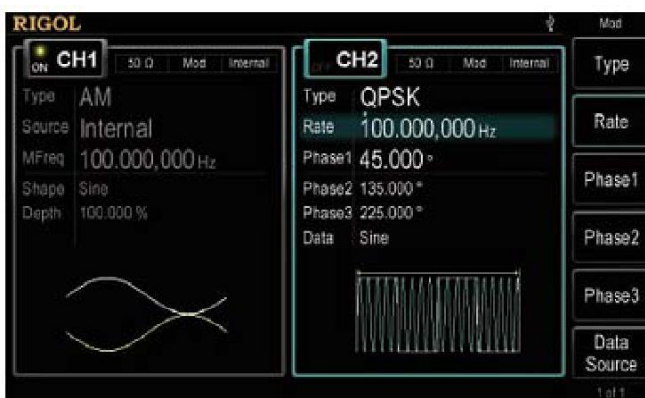 RIGOL
Mod
ON CH1 50 Ω Mod Internal
Type AM
Source Internal
MFreq 100.000,000 Hz
Shape Sine
Depth 100.000 %
OFF CH2 50 Ω Mod Internal
Type QPSK
Rate 100.000,000 Hz
Phase1 45.000 °
Phase2 135.000 °
Phase3 225.000 °
Data Sine
Type
Rate
Phase1
Phase2
Phase3
Data
Source
1 of 1